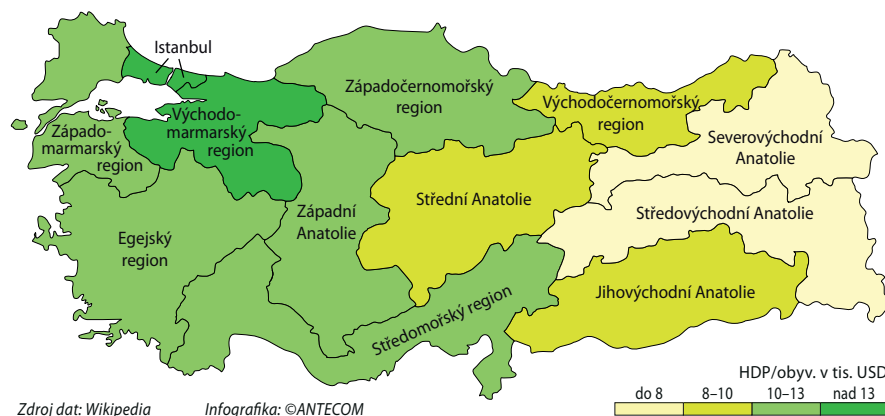 Istanbul
Západočernomořský
region
Východočernomořský
region
Východo-
marmarský
region
Západo-
marmarský
region
Severovýchodní
Anatolie
Střední Anatolie
Středovýchodní Anatolie
Západní
Anatolie
Egejský
region
Jihovýchodní Anatolie
Středomořský region
HDP/obyv. v tis. USD
do 8 8–10 10–13 nad 13
Zdroj dat: Wikipedia Infografika: ©ANTECOM